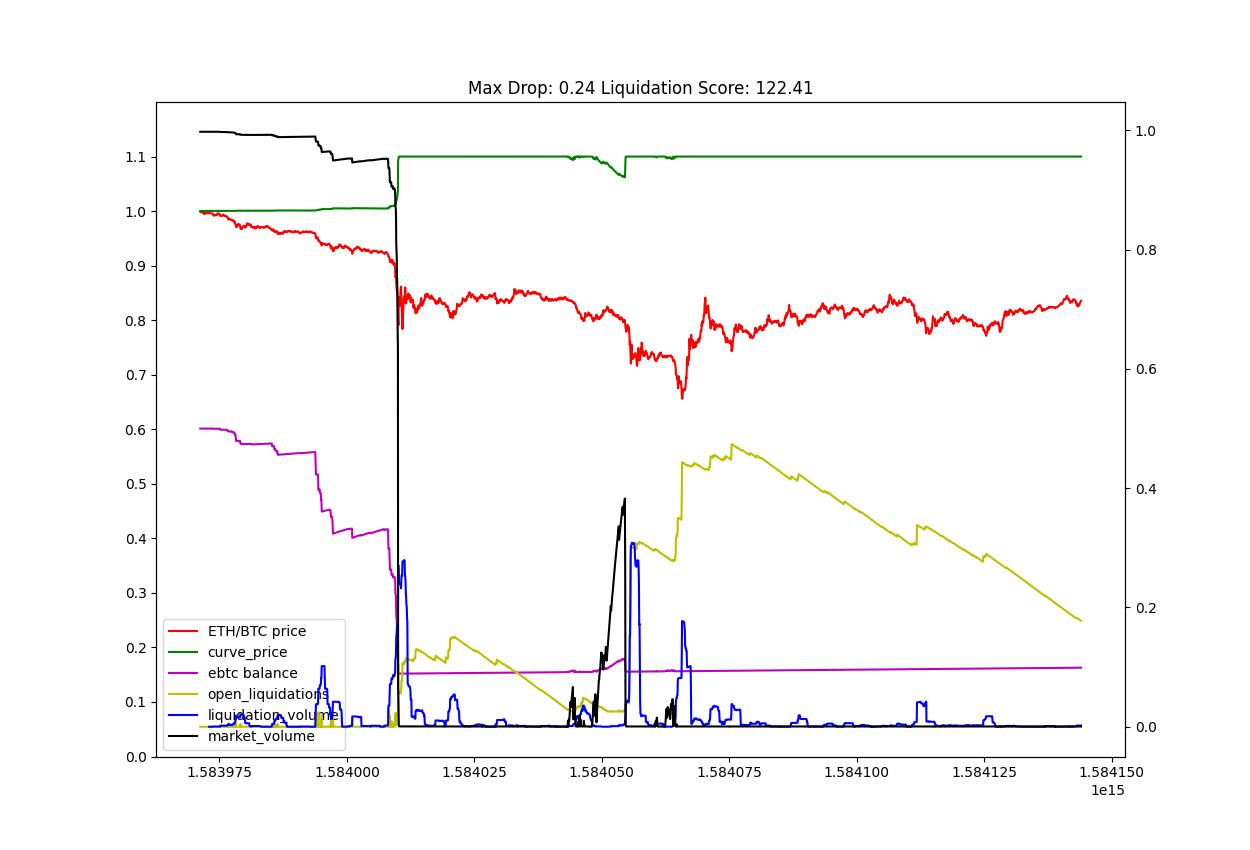 Max Drop: 0.24 Liquidation Score: 122.41
1.1
1.0
0.9
0.8
0.7
0.6
0.5
0.4
0.3
0.2
0.1
0.0
1.0
0.8
0.6
0.4
0.2
0.0
ETH/BTC price
curve_price
ebtc balance
open_liquidations
liquidation_volume
market_volume
1.583975 1.584000 1.584025 1.584050 1.584075 1.584100 1.584125 1.584150
1e15